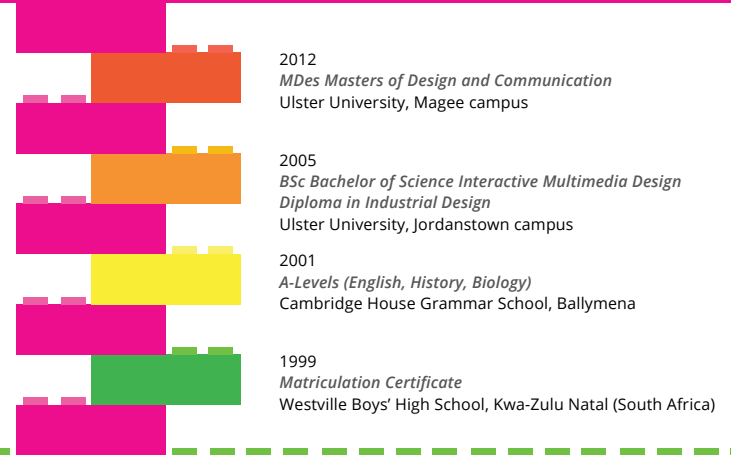 2012
MDes Masters of Design and Communication
Ulster University, Magee campus
2005
BSc Bachelor of Science Interactive Multimedia Design
Diploma in Industrial Design
Ulster University, Jordanstown campus
2001
A-Levels (English, History, Biology)
Cambridge House Grammar School, Ballymena
1999
Matriculation Certificate
Westville Boys’ High School, Kwa-Zulu Natal (South Africa)